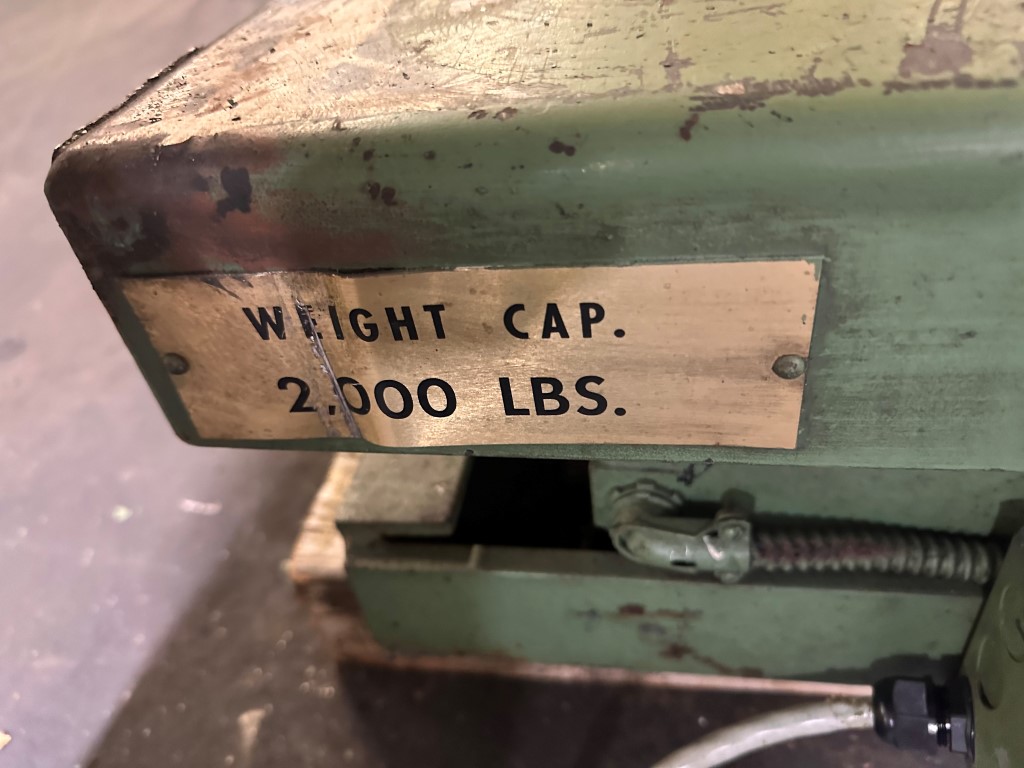 WEIGHT CAP.
2,000 LBS.